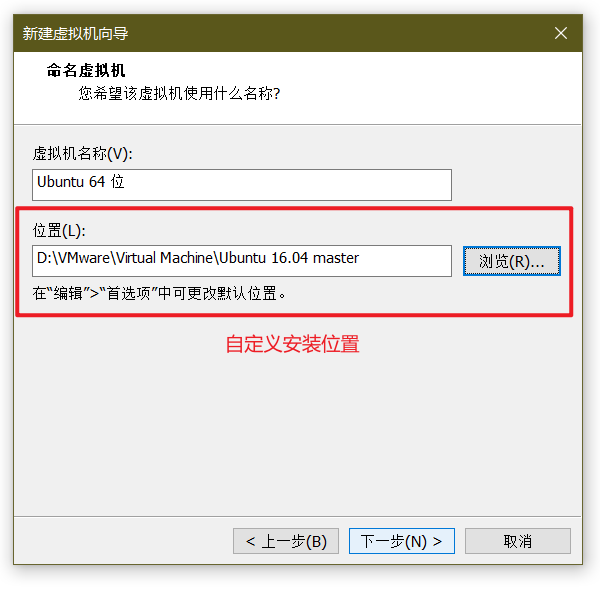 新建虚拟机向导
命名虚拟机
您希望该虚拟机使用什么名称?
虚拟机名称(V):
Ubuntu 64 位
位置(L):
D:\VMware\Virtual Machine\Ubuntu 16.04 master
浏览(R)...
在“编辑”>“首选项”中可更改默认位置。
自定义安装位置
< 上一步(B)
下一步(N) >
取消